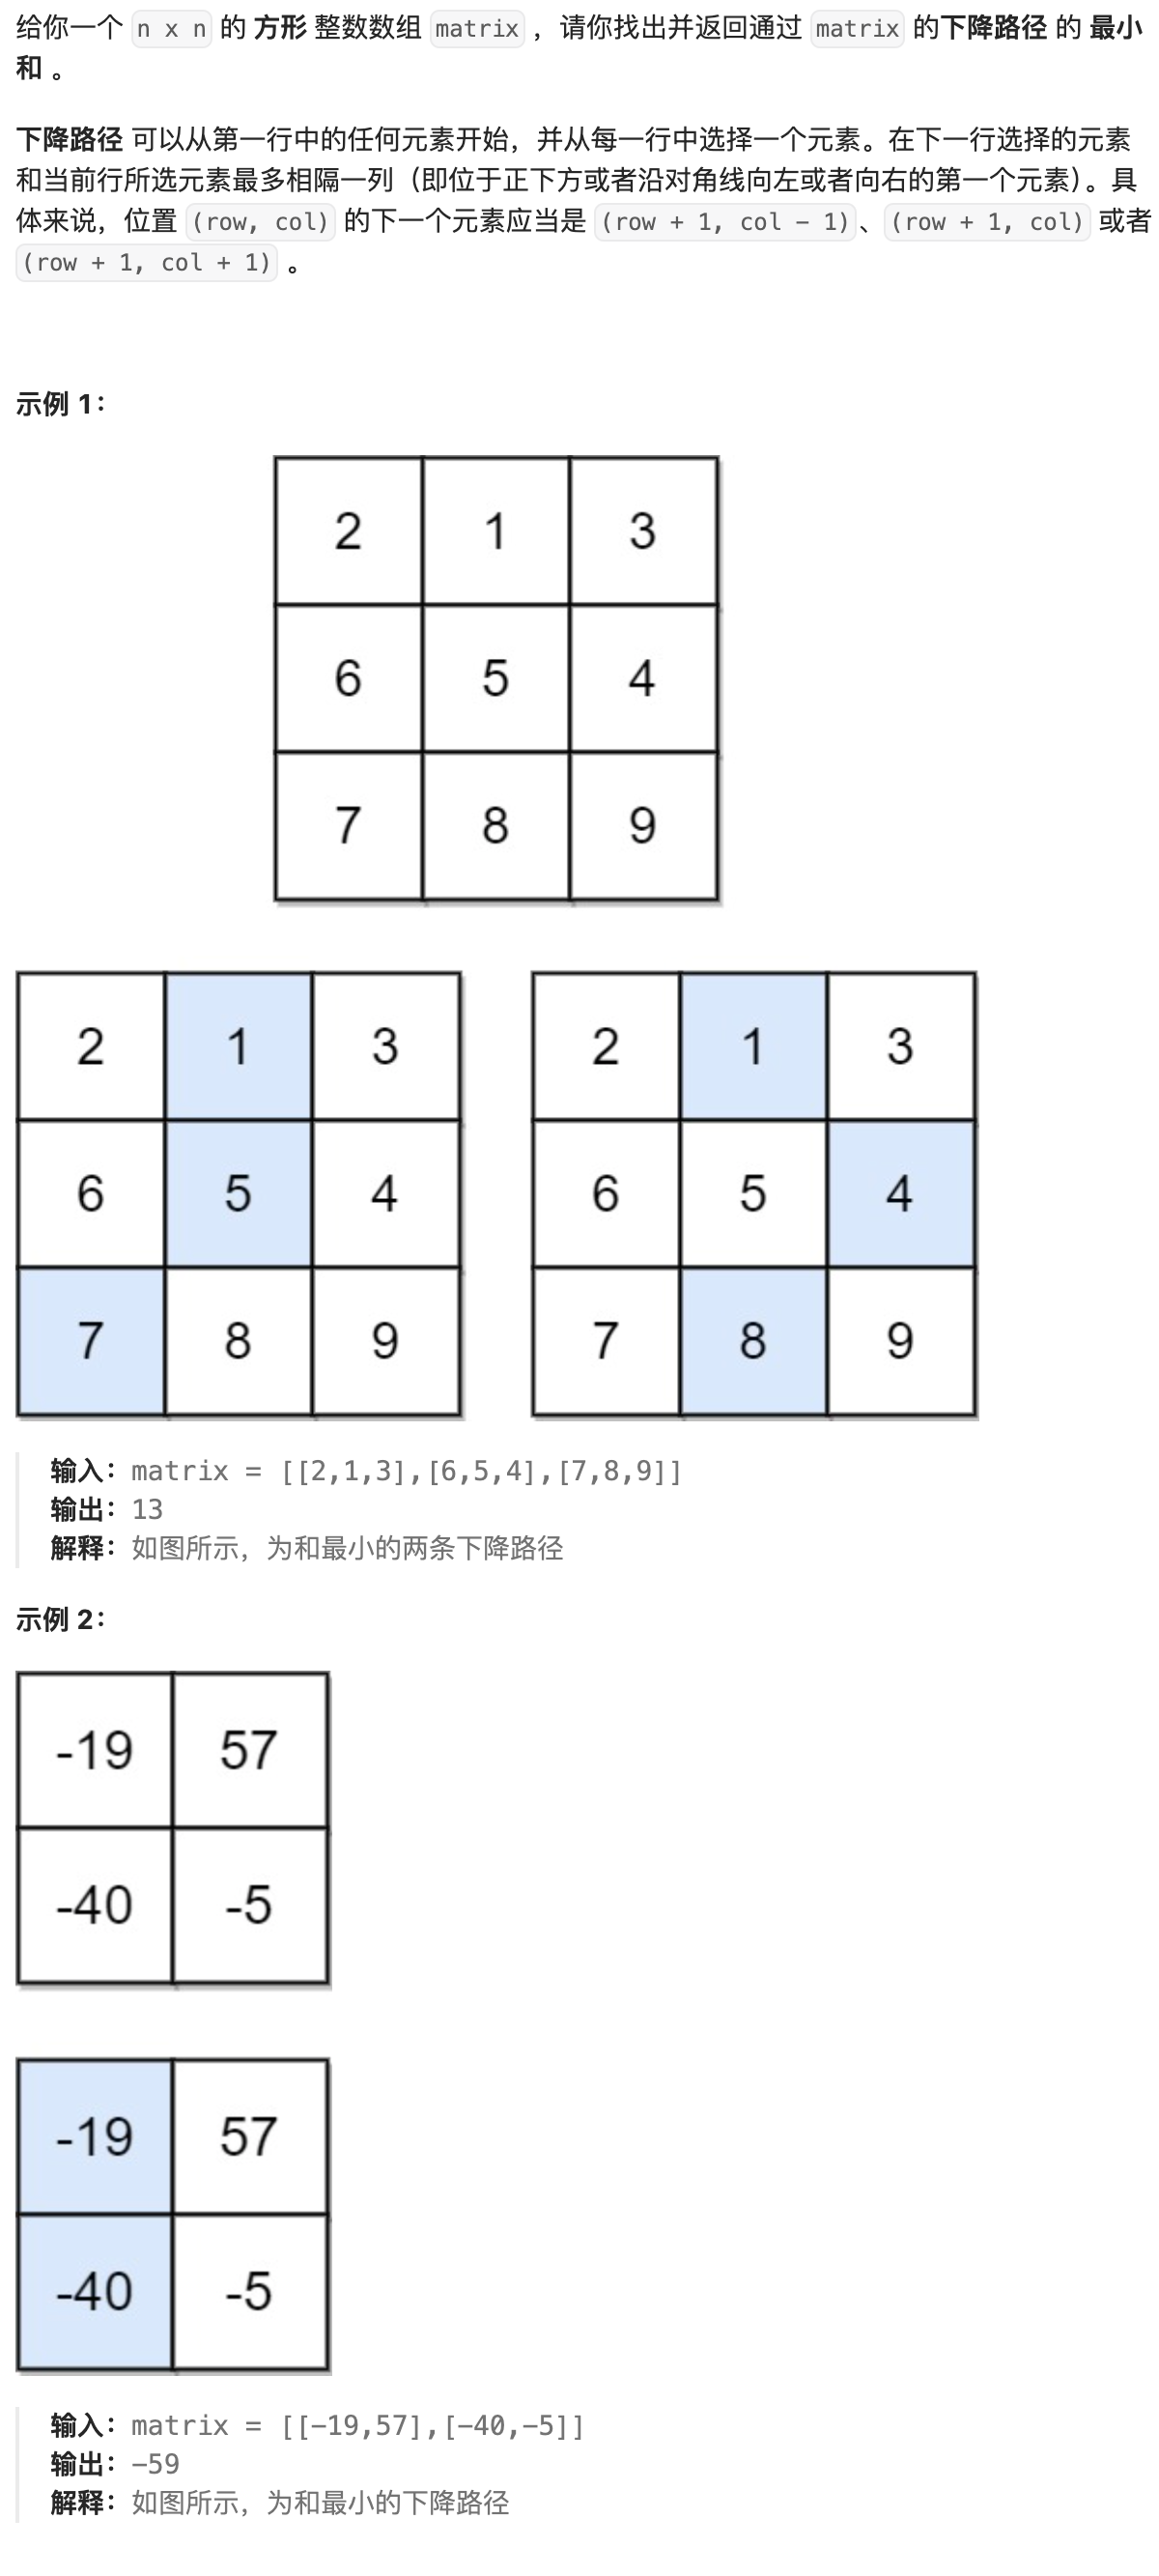 给你一个 n x n 的 方形 整数数组 matrix ，请你找出并返回通过 matrix 的下降路径 的 最小
和 。
下降路径 可以从第一行中的任何元素开始，并从每一行中选择一个元素。在下一行选择的元素
和当前行所选元素最多相隔一列（即位于正下方或者沿对角线向左或者向右的第一个元素）。具
体来说，位置 (row, col) 的下一个元素应当是 (row + 1, col - 1)、(row + 1, col) 或者
(row + 1, col + 1) 。
示例 1：
2 1 3
6 5 4
7 8 9
2 1 3
6 5 4
7 8 9
2 1 3
6 5 4
7 8 9
输入：matrix = [[2,1,3],[6,5,4],[7,8,9]]
输出：13
解释：如图所示，为和最小的两条下降路径
示例 2：
-19 57
-40 -5
-19 57
-40 -5
输入：matrix = [[-19,57],[-40,-5]]
输出：-59
解释：如图所示，为和最小的下降路径